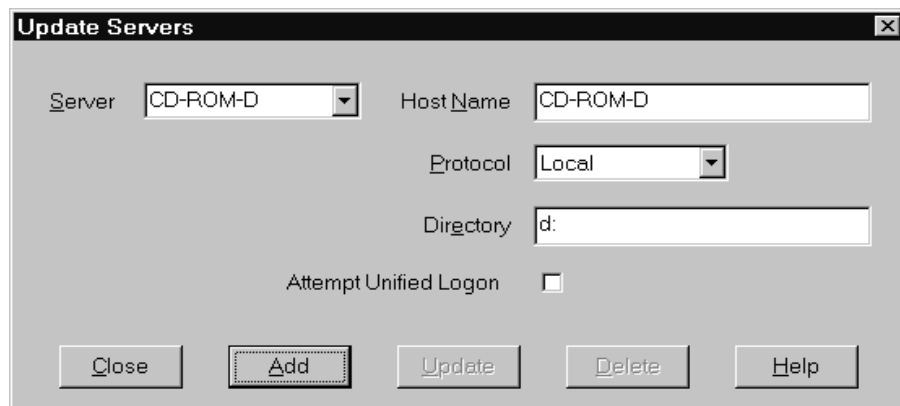 Update Servers
Server CD-ROM-D Host Name CD-ROM-D
Protocol Local
Directory d:
Attempt Unified Logon
Close Add Update Delete Help